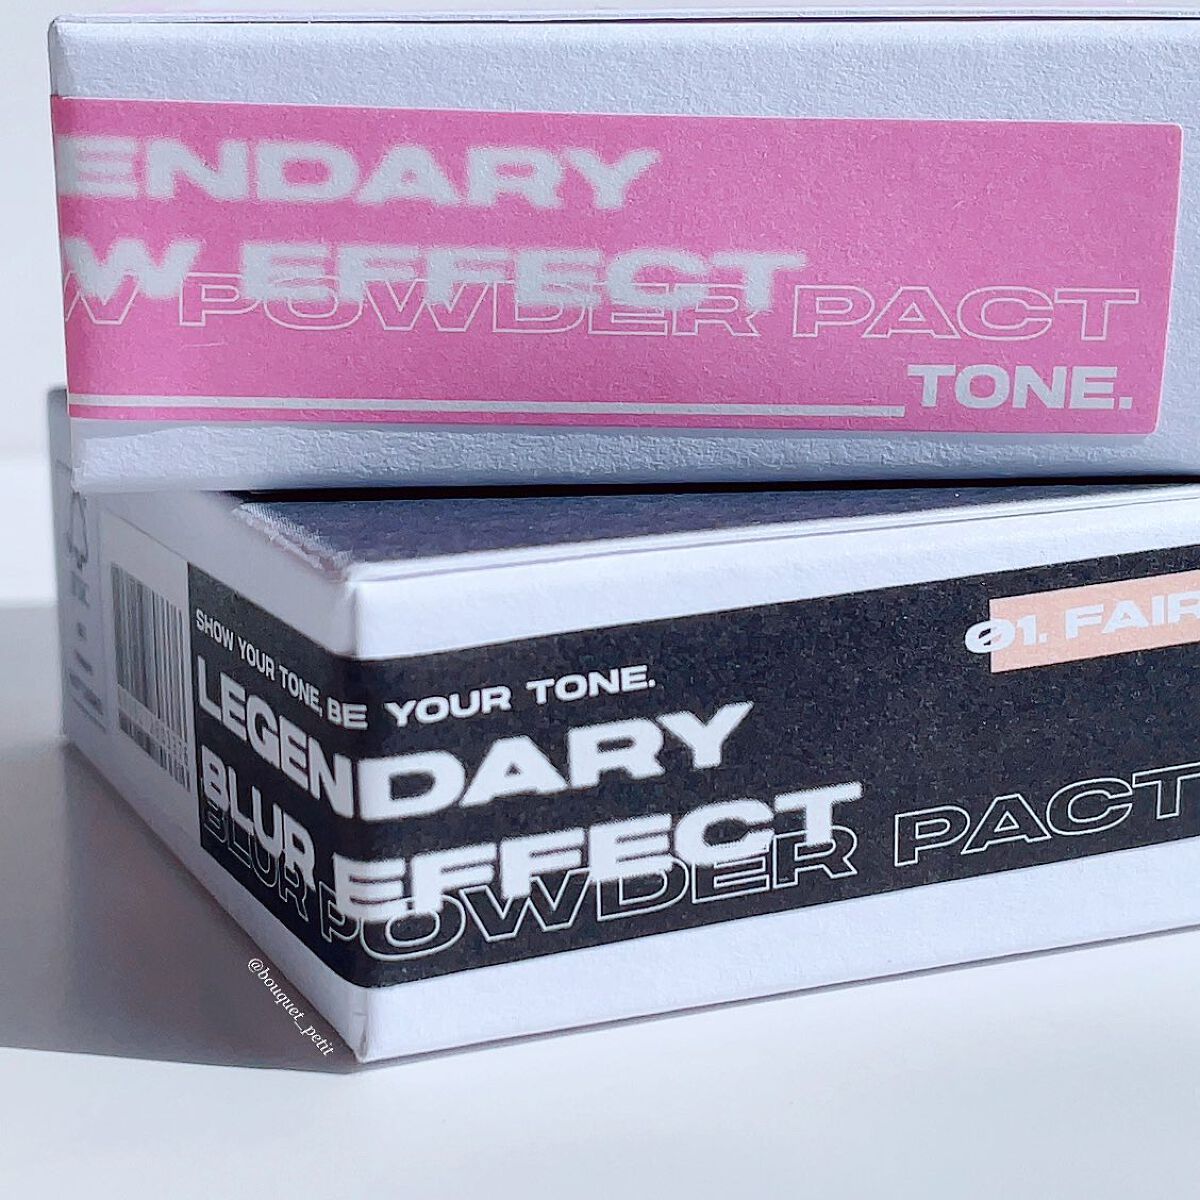 ENDARY
W EFFECT
W POWDER PACT
TONE.
SHOW YOUR TONE, BE YOUR TONE.
01. FAIR
LEGENDARY
BLUR EFFECT
BLUR POWDER PACT
@bouquet_petit